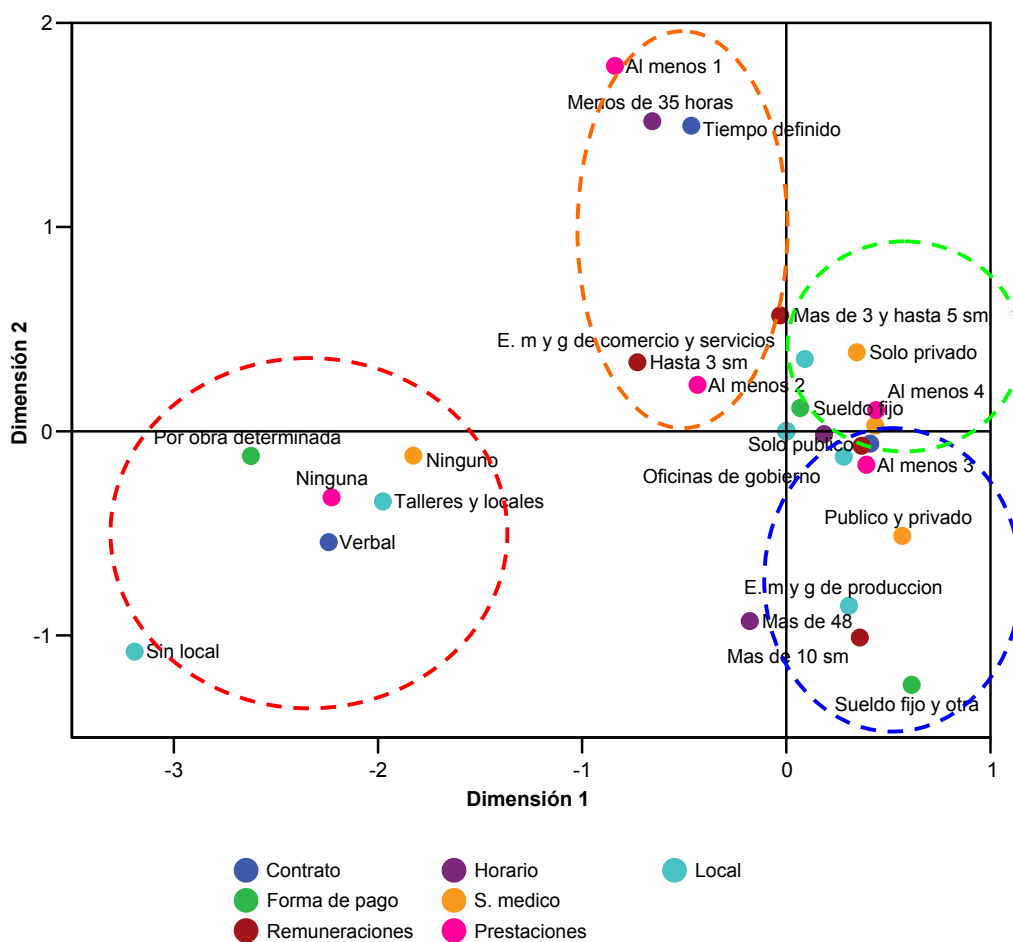 2
Al menos 1
Menos de 35 horas
Tiempo definido
1
Dimensión 2
Mas de 3 y hasta 5 sm
E. m y g de comercio y servicios
Solo privado
Hasta 3 sm
Al menos 2
Al menos 4
Sueldo fijo
0
Por obra determinada
Solo publico
Ninguno
Al menos 3
Ninguna
Oficinas de gobierno
Talleres y locales
Publico y privado
Verbal
E. m y g de produccion
Mas de 48
-1
Sin local
Mas de 10 sm
Sueldo fijo y otra
-3 -2 -1 0 1
Dimensión 1
Contrato Horario Local
Forma de pago S. medico
Remuneraciones Prestaciones